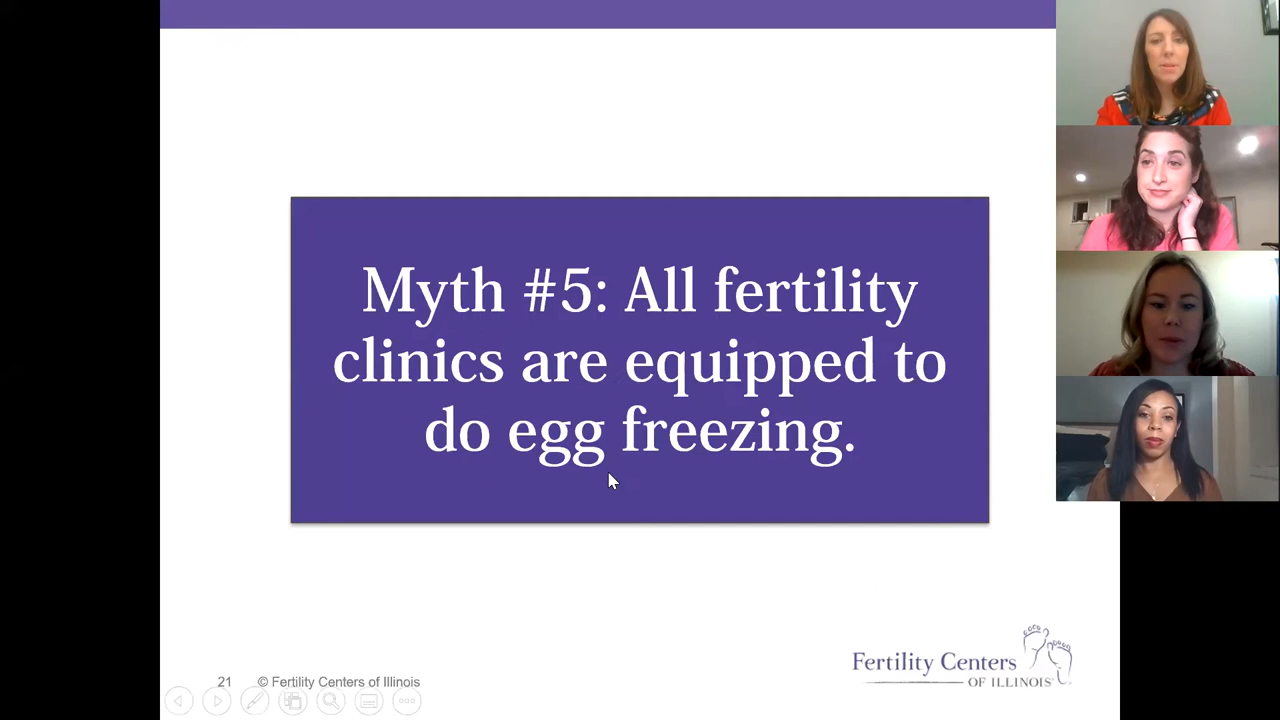 Myth #5: All fertility
clinics are equipped to
do egg freezing.
Fertility Centers
OF ILLINOIS
21 © Fertility Centers of Illinois